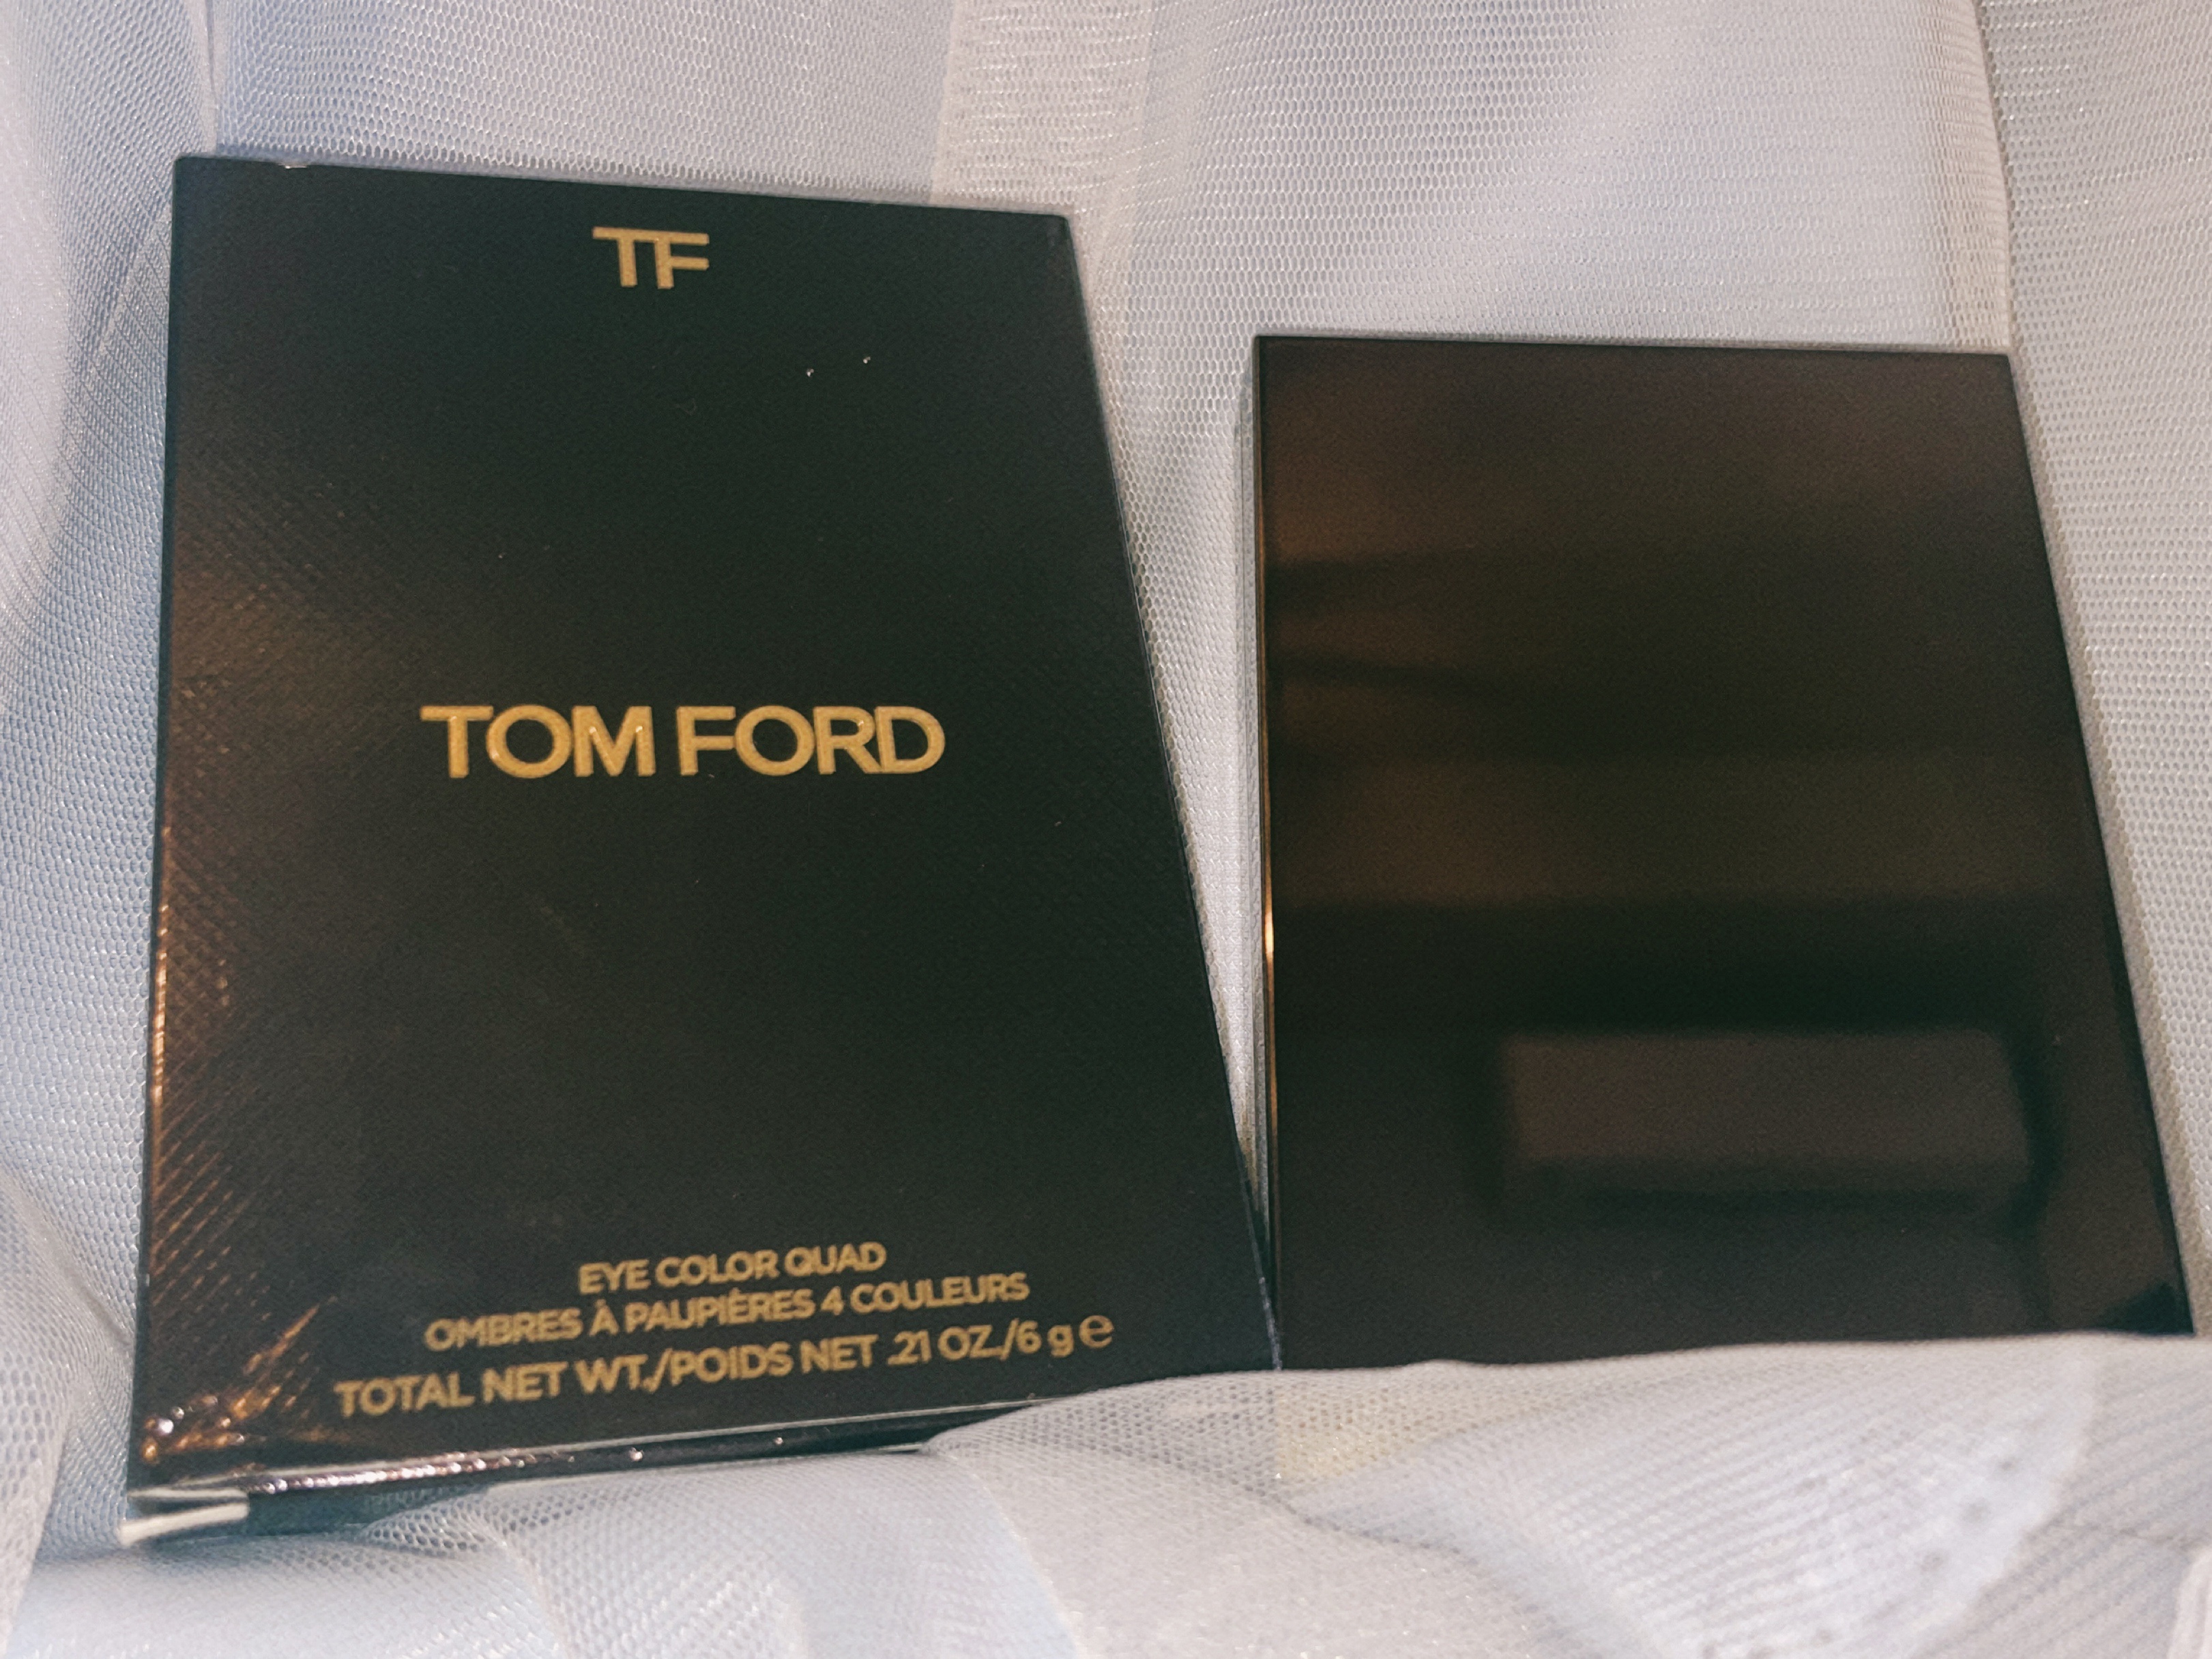 TF
TOM FORD
EYE COLOR QUAD
OMBRES À PAUPIÈRES 4 COULEURS
TOTAL NET WT./POIDS NET .21 OZ./6 g e